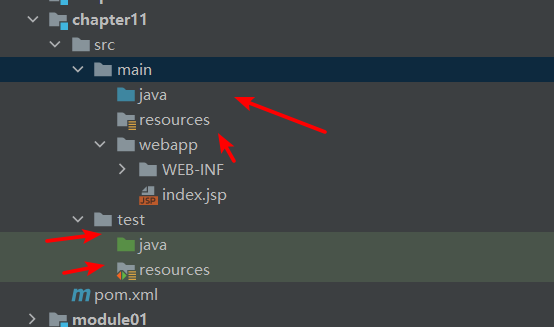 chapter11
src
main
java
resources
webapp
WEB-INF
JSP index.jsp
test
java
resources
m pom.xml
module01